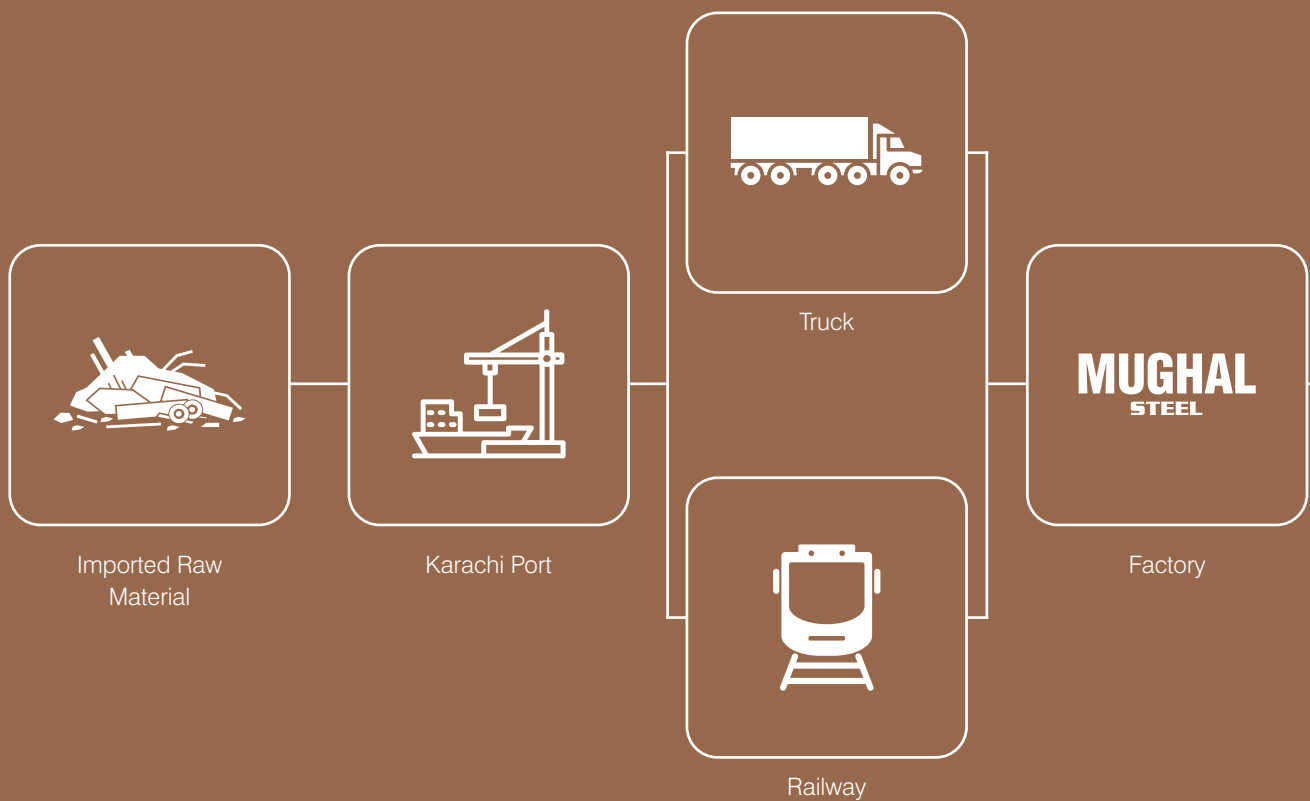 Truck
MUGHAL
STEEL
Imported Raw
Material
Karachi Port
Factory
Railway